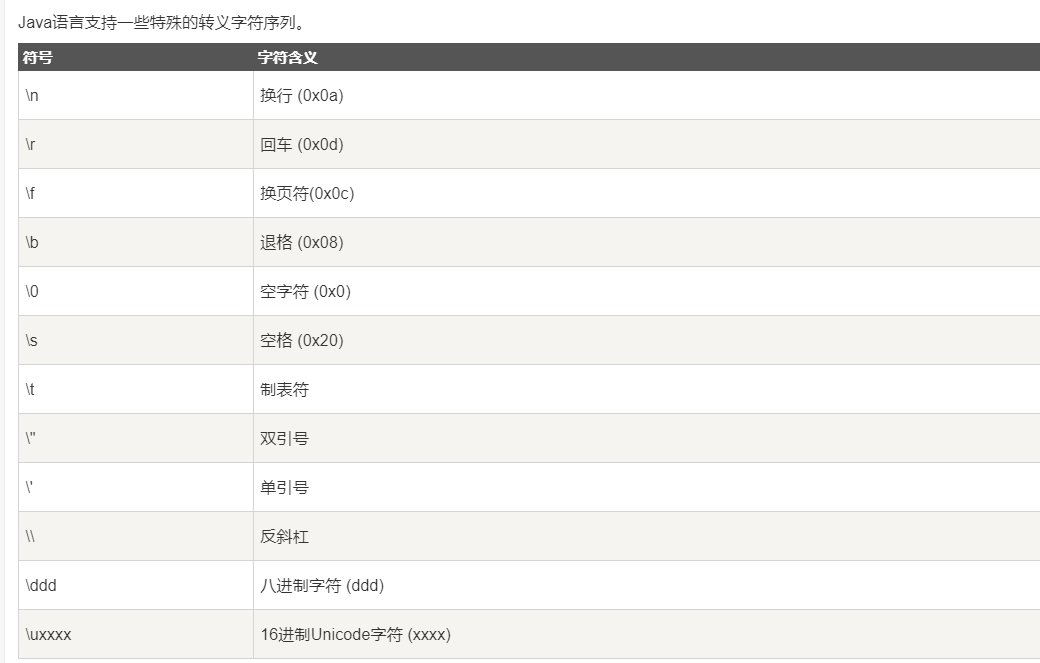 Java语言支持一些特殊的转义字符序列。
符号 字符含义
\n 换行 (0x0a)
\r 回车 (0x0d)
\f 换页符(0x0c)
\b 退格 (0x08)
\0 空字符 (0x0)
\s 空格 (0x20)
\t 制表符
\" 双引号
\' 单引号
\\ 反斜杠
\ddd 八进制字符 (ddd)
\uxxxx 16进制Unicode字符 (xxxx)